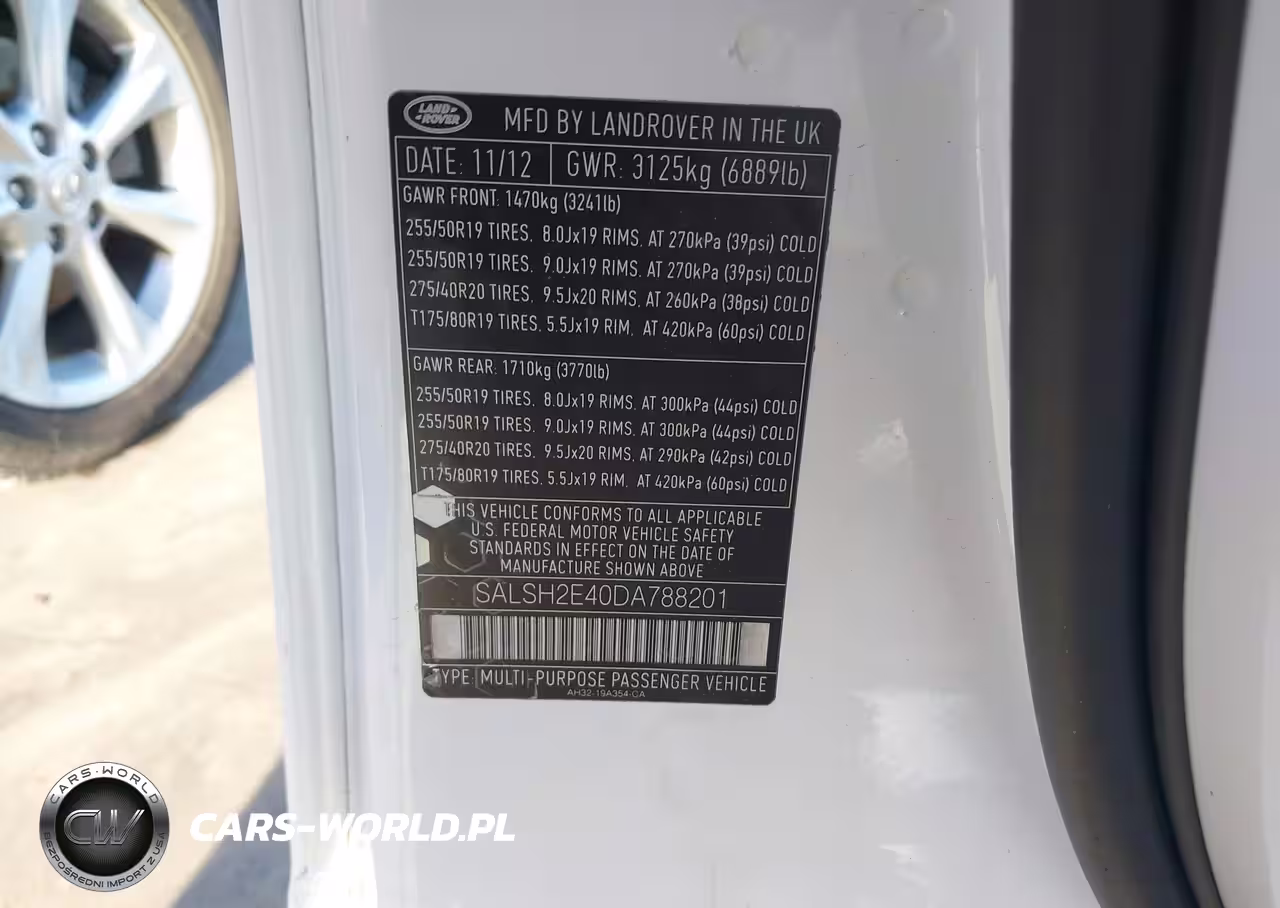 LAND ROVER
MFD BY LANDROVER IN THE UK
DATE: 11/12 GWR: 3125kg (6889lb)
GAWR FRONT: 1470kg (3241lb)
255/50R19 TIRES, 8.0Jx19 RIMS, AT 270kPa (39psi) COLD
255/50R19 TIRES, 9.0Jx19 RIMS, AT 270kPa (39psi) COLD
275/40R20 TIRES, 9.5Jx20 RIMS, AT 260kPa (38psi) COLD
T175/80R19 TIRES, 5.5Jx19 RIM, AT 420kPa (60psi) COLD
GAWR REAR: 1710kg (3770lb)
255/50R19 TIRES, 8.0Jx19 RIMS, AT 300kPa (44psi) COLD
255/50R19 TIRES, 9.0Jx19 RIMS, AT 300kPa (44psi) COLD
275/40R20 TIRES, 9.5Jx20 RIMS, AT 290kPa (42psi) COLD
T175/80R19 TIRES, 5.5Jx19 RIM, AT 420kPa (60psi) COLD
THIS VEHICLE CONFORMS TO ALL APPLICABLE
U.S. FEDERAL MOTOR VEHICLE SAFETY
STANDARDS IN EFFECT ON THE DATE OF
MANUFACTURE SHOWN ABOVE
SALSH2E40DA788201
TYPE: MULTI-PURPOSE PASSENGER VEHICLE
AH32-19A354-CA
CARS-WORLD
CW
BEZPOŚREDNI IMPORT Z USA
CARS-WORLD.PL